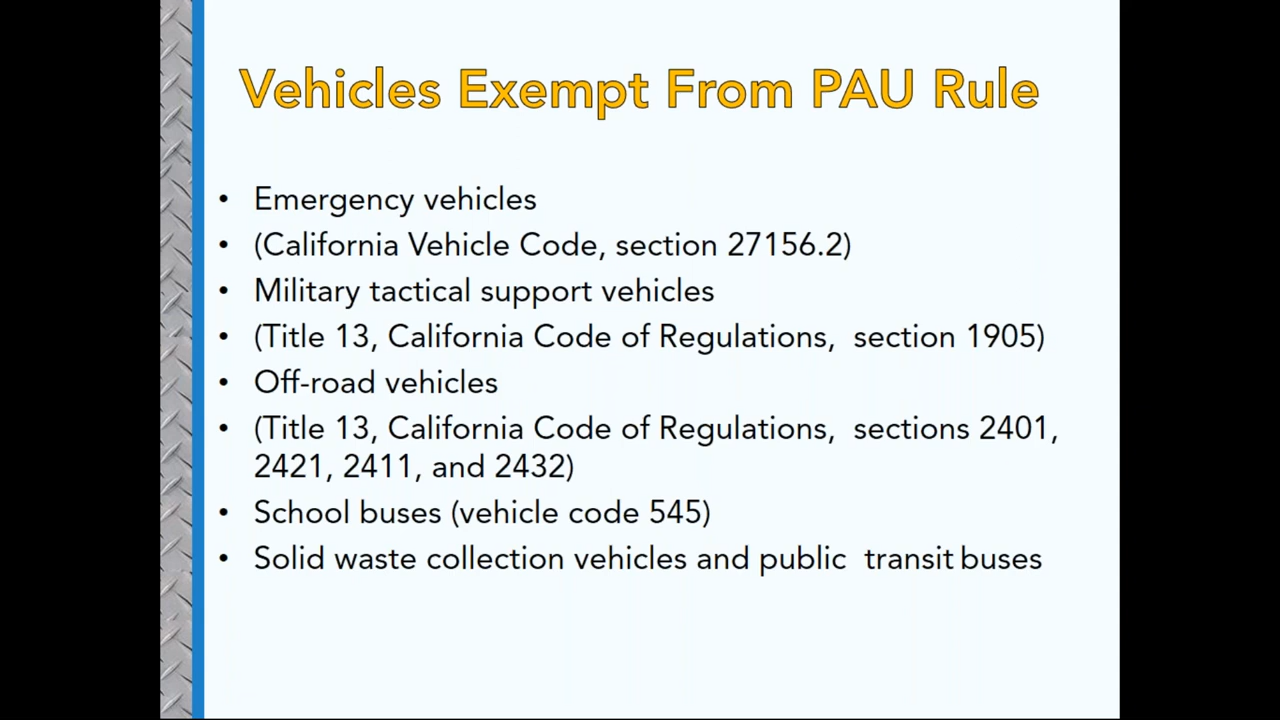 Vehicles Exempt From PAU Rule
• Emergency vehicles
• (California Vehicle Code, section 27156.2)
• Military tactical support vehicles
• (Title 13, California Code of Regulations, section 1905)
• Off-road vehicles
• (Title 13, California Code of Regulations, sections 2401,
2421, 2411, and 2432)
• School buses (vehicle code 545)
• Solid waste collection vehicles and public transit buses